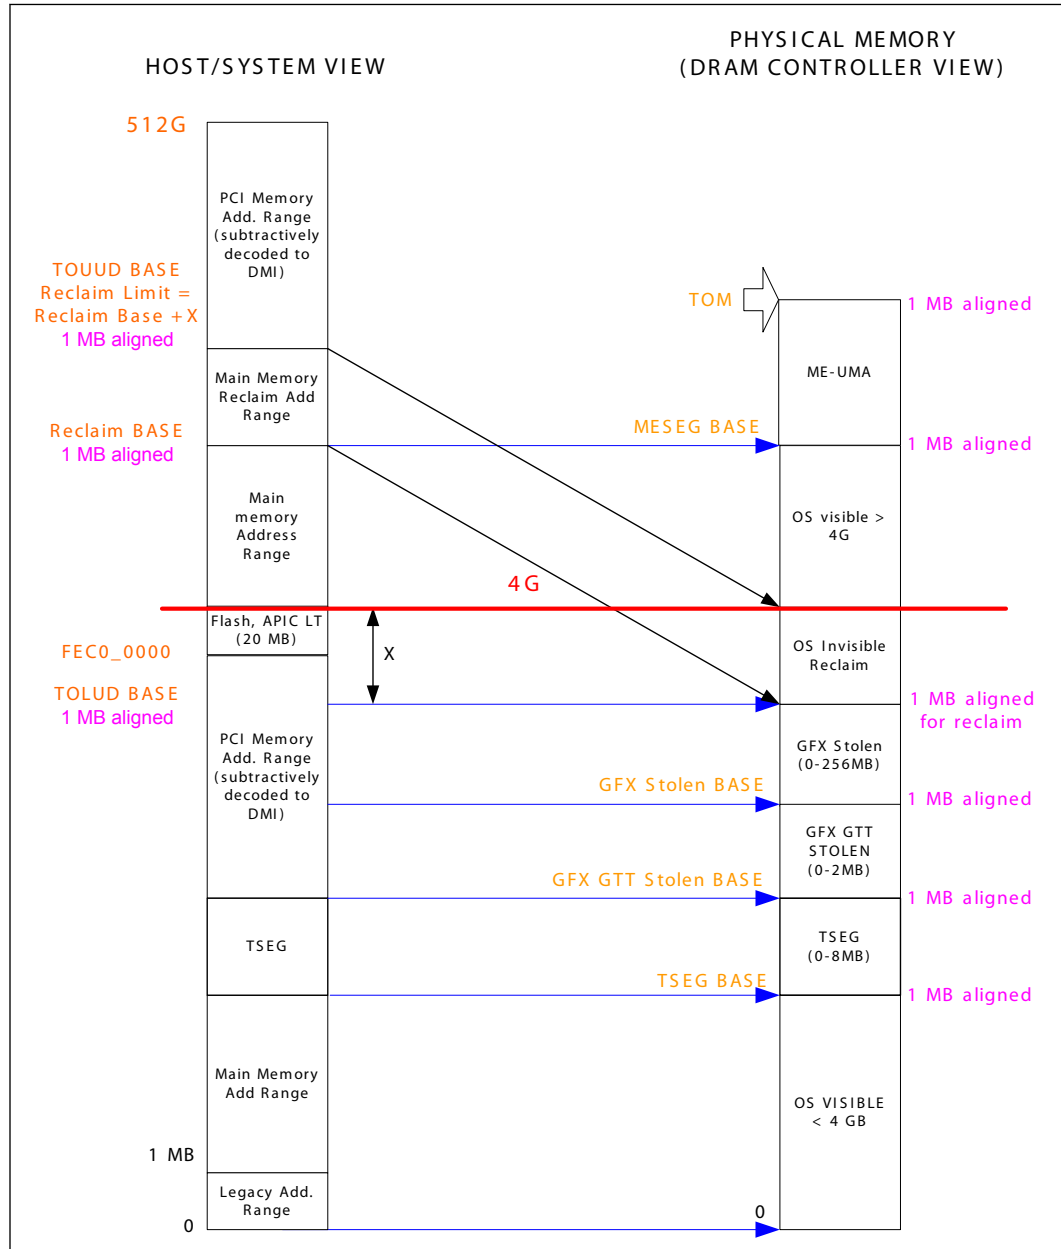 HOST/SYSTEM VIEW
PHYSICAL MEMORY
(DRAM CONTROLLER VIEW)
512G
PCI Memory
Add. Range
(subtractively
decoded to
DMI)
TOUUD BASE
Reclaim Limit =
Reclaim Base +X
1 MB aligned
TOM
1 MB aligned
ME-UMA
Main Memory
Reclaim Add
Range
Reclaim BASE
1 MB aligned
MESEG BASE
1 MB aligned
Main
memory
Address
Range
OS visible >
4G
4G
Flash, APIC LT
(20 MB)
FEC0_0000
X
OS Invisible
Reclaim
TOLUD BASE
1 MB aligned
1 MB aligned
for reclaim
PCI Memory
Add. Range
(subtractively
decoded to
DMI)
GFX Stolen
(0-256MB)
GFX Stolen BASE
1 MB aligned
GFX GTT
STOLEN
(0-2MB)
GFX GTT Stolen BASE
1 MB aligned
TSEG
TSEG
(0-8MB)
TSEG BASE
1 MB aligned
Main Memory
Add Range
OS VISIBLE
< 4 GB
1 MB
Legacy Add.
Range
0
0